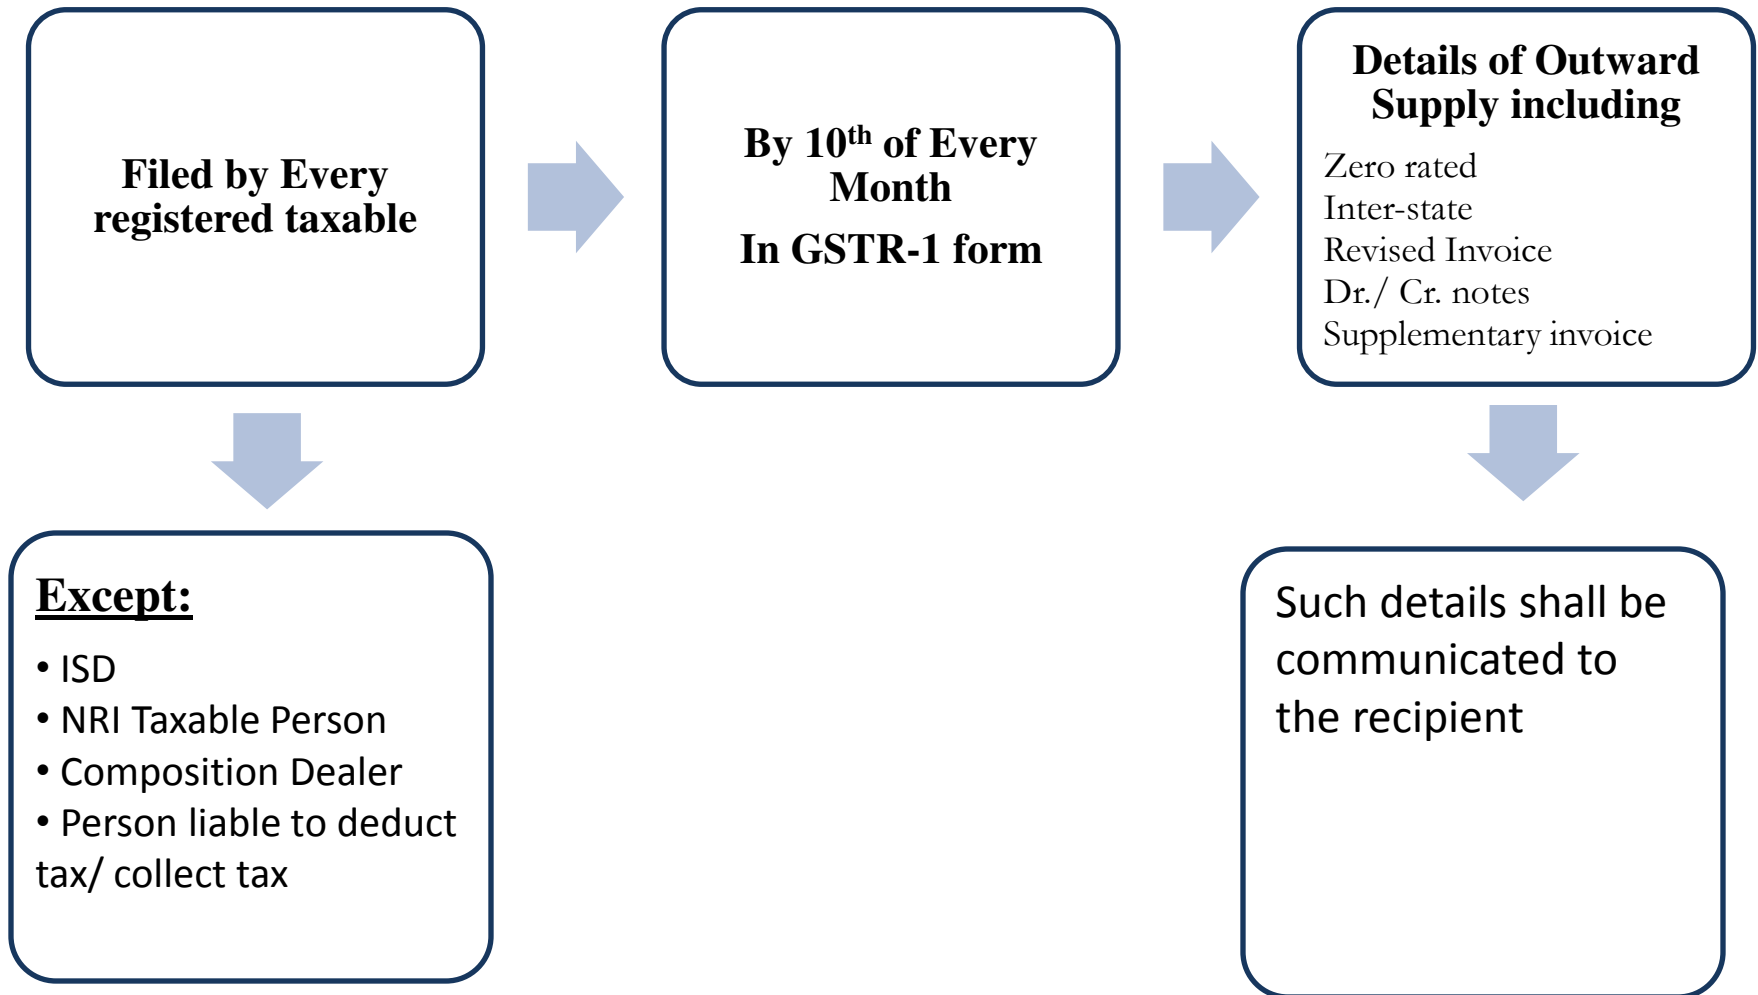 Filed by Every
registered taxable
By 10th of Every
Month
In GSTR-1 form
Details of Outward
Supply including
Zero rated
Inter-state
Revised Invoice
Dr./ Cr. notes
Supplementary invoice
Except:
• ISD
• NRI Taxable Person
• Composition Dealer
• Person liable to deduct
tax/ collect tax
Such details shall be
communicated to
the recipient